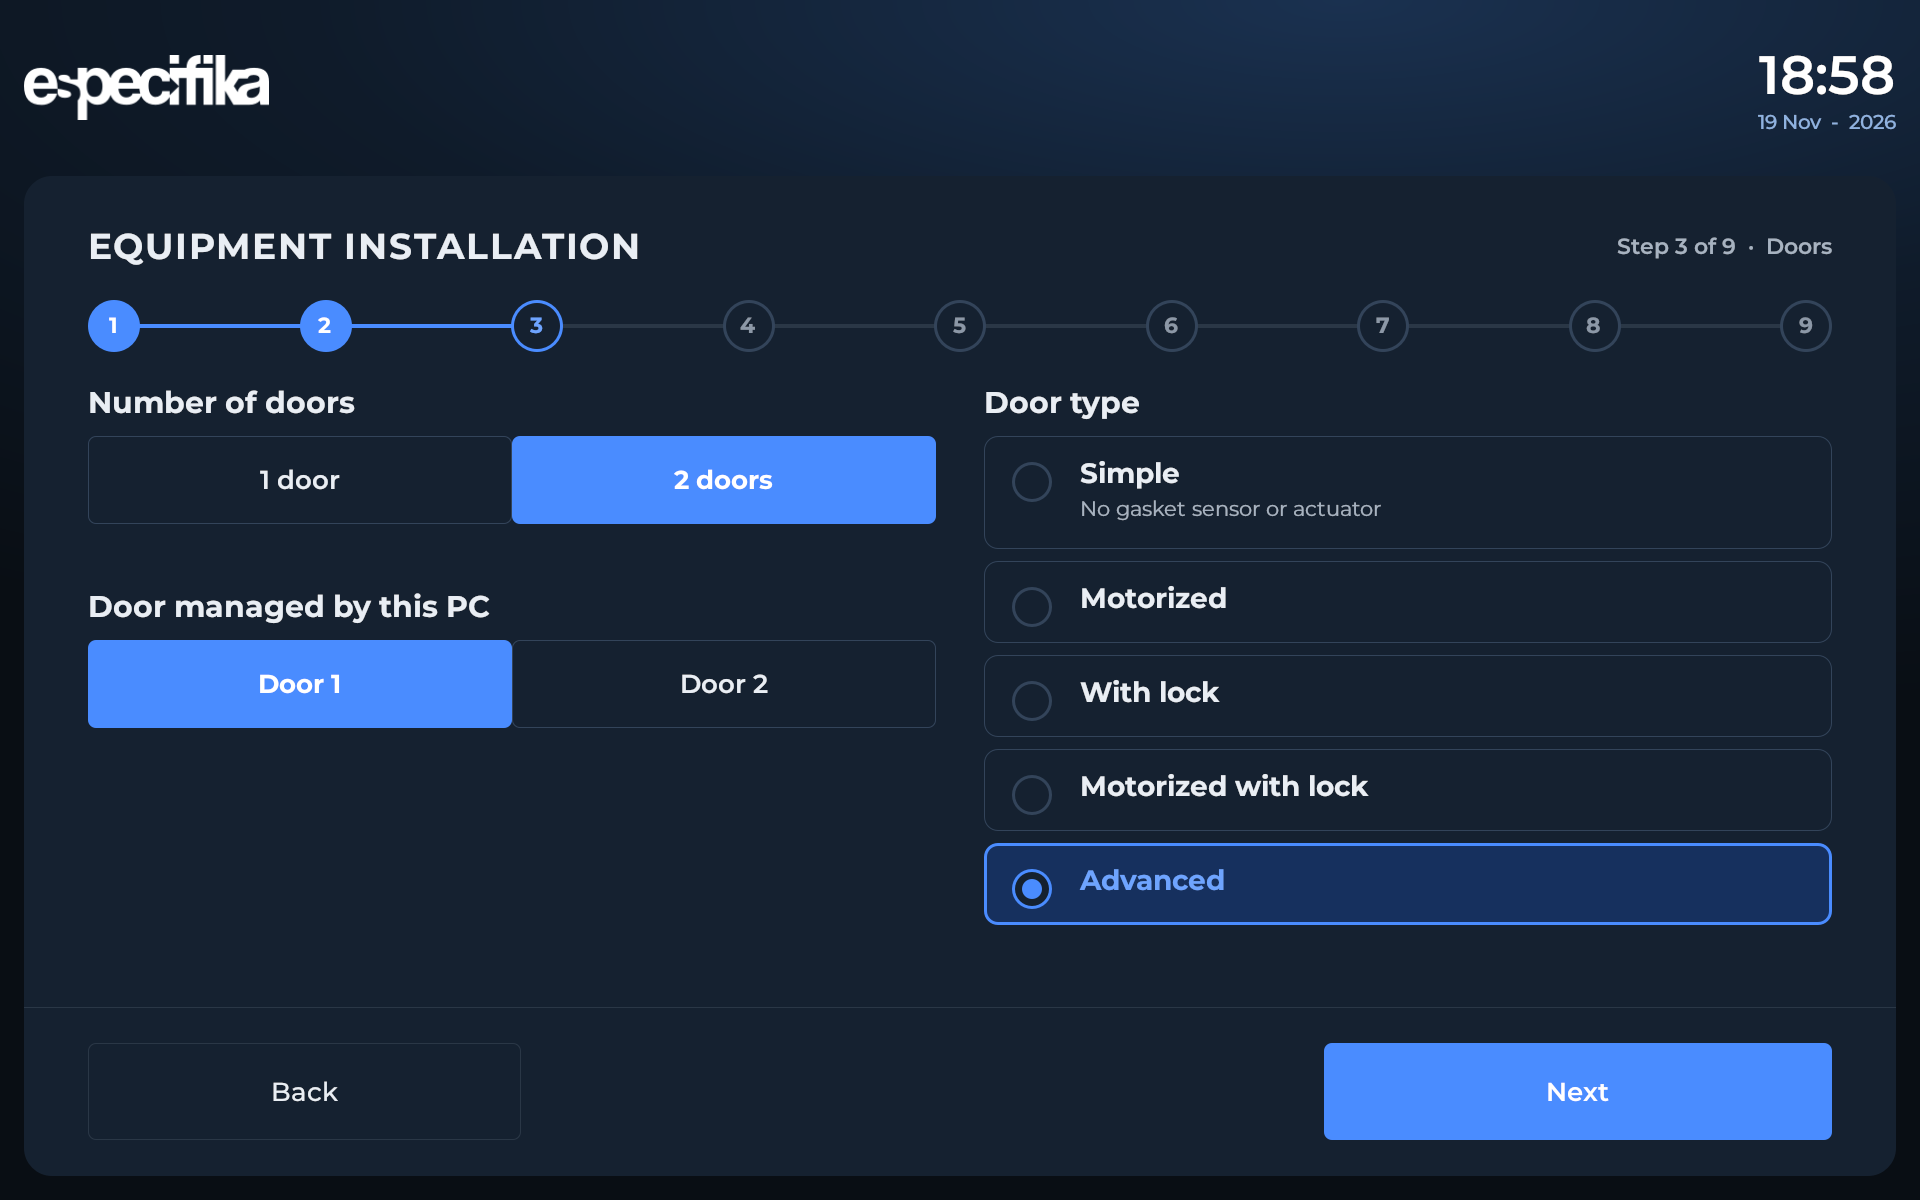 especifika
18:58
19 Nov - 2026
EQUIPMENT INSTALLATION
Step 3 of 9 · Doors
1 2 3 4 5 6 7 8 9
Number of doors
1 door
2 doors
Door managed by this PC
Door 1
Door 2
Door type
Simple
No gasket sensor or actuator
Motorized
With lock
Motorized with lock
Advanced
Back
Next